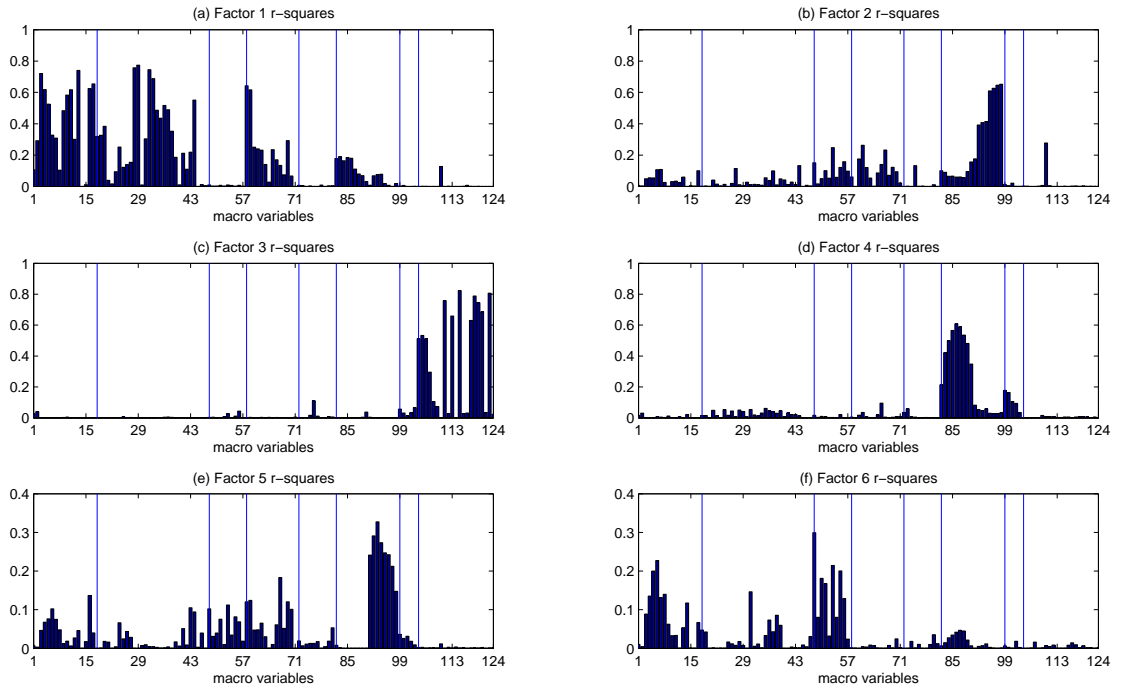 (a) Factor 1 r−squares
1
0.8
0.6
0.4
0.2
0
1 15 29 43 57 71 85 99 113 124
macro variables
(b) Factor 2 r−squares
1
0.8
0.6
0.4
0.2
0
1 15 29 43 57 71 85 99 113 124
macro variables
(c) Factor 3 r−squares
1
0.8
0.6
0.4
0.2
0
1 15 29 43 57 71 85 99 113 124
macro variables
(d) Factor 4 r−squares
1
0.8
0.6
0.4
0.2
0
1 15 29 43 57 71 85 99 113 124
macro variables
(e) Factor 5 r−squares
0.4
0.3
0.2
0.1
0
1 15 29 43 57 71 85 99 113 124
macro variables
(f) Factor 6 r−squares
0.4
0.3
0.2
0.1
0
1 15 29 43 57 71 85 99 113 124
macro variables